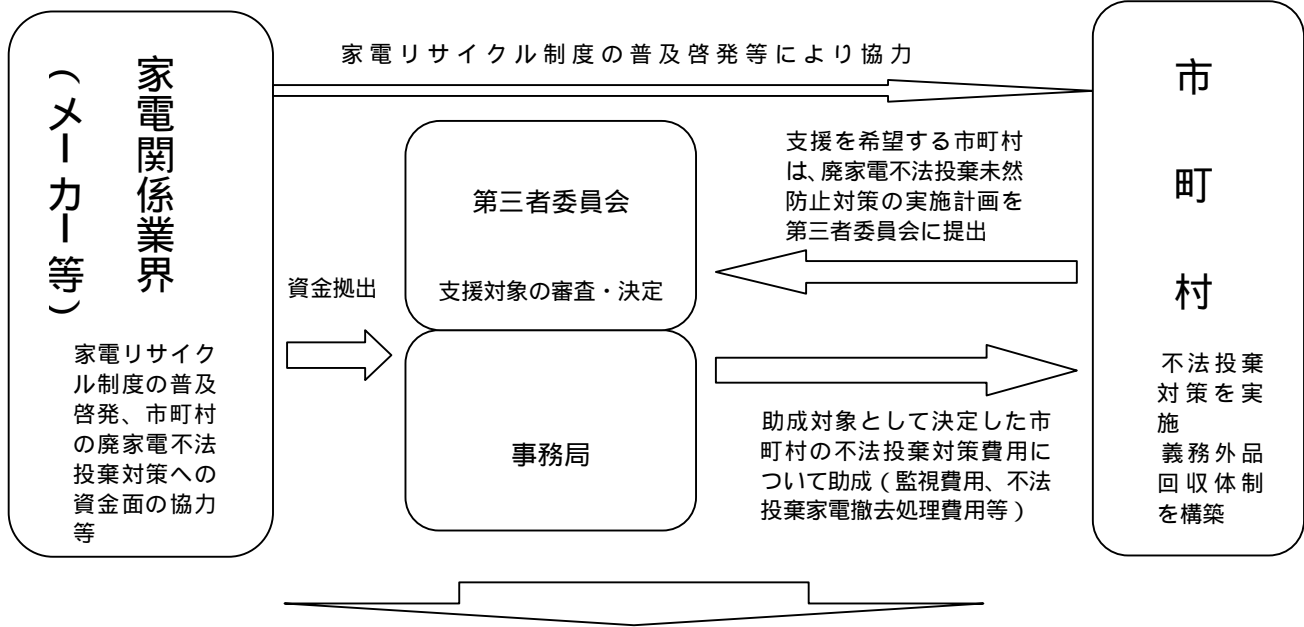 家電関係業界
(メーカー等)
家電リサイク
ル制度の普及
啓発、市町村
の廃家電不法
投棄対策への
資金面の協力
等
家電リサイクル制度の普及啓発等により協力
資金拠出
第三者委員会
支援対象の審査・決定
事務局
支援を希望する市町村
は、廃家電不法投棄未然
防止対策の実施計画を
第三者委員会に提出
助成対象として決定した市
町村の不法投棄対策費用に
ついて助成(監視費用、不法
投棄家電撤去処理費用等)
市町村
不法投棄
対策を実
施
義務外品
回収体制
を構築